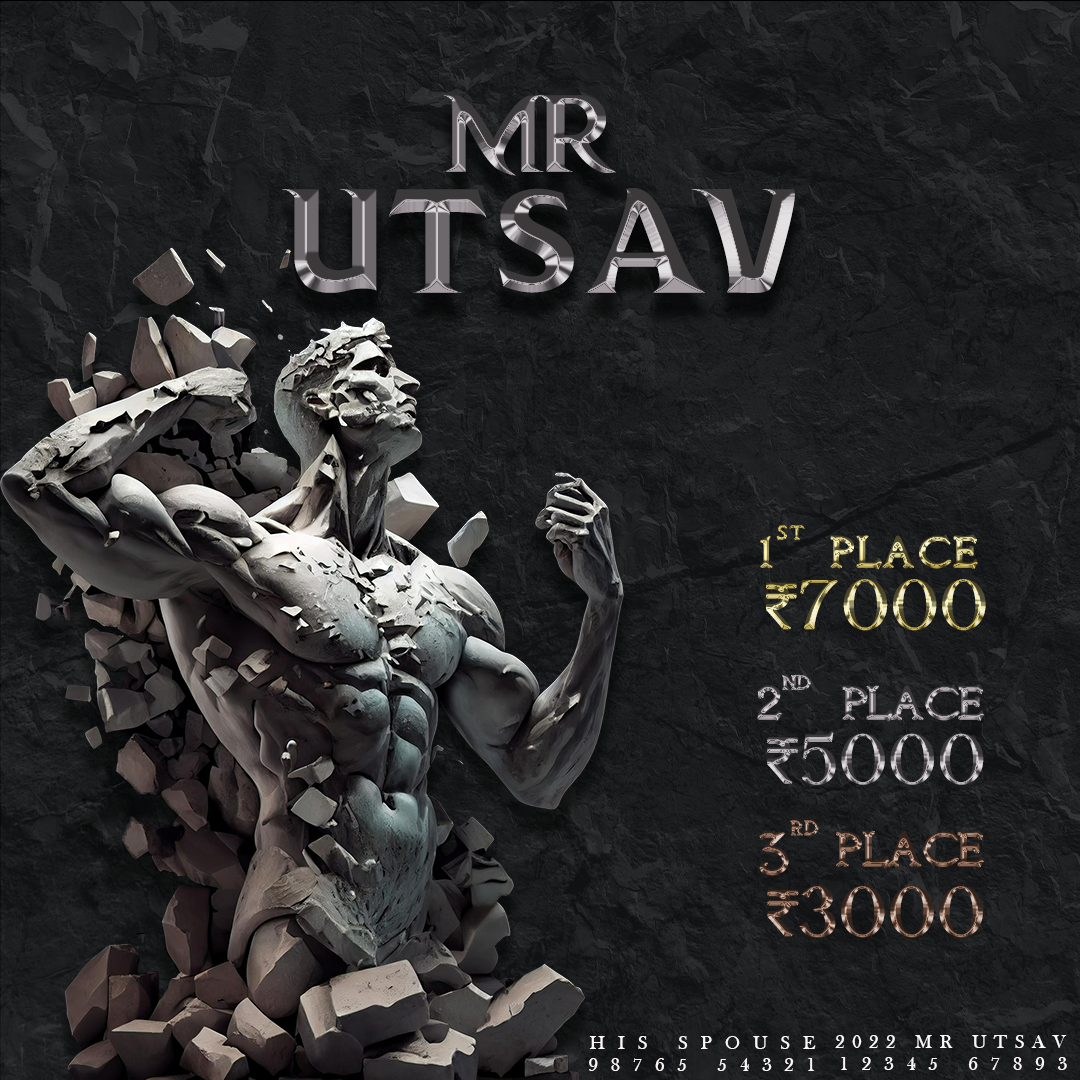 MR
UTSAV
1ST PLACE
₹7000
2ND PLACE
₹5000
3RD PLACE
₹3000
HIS SPOUSE 2022 MR UTSAV
98765 54321 12345 67893